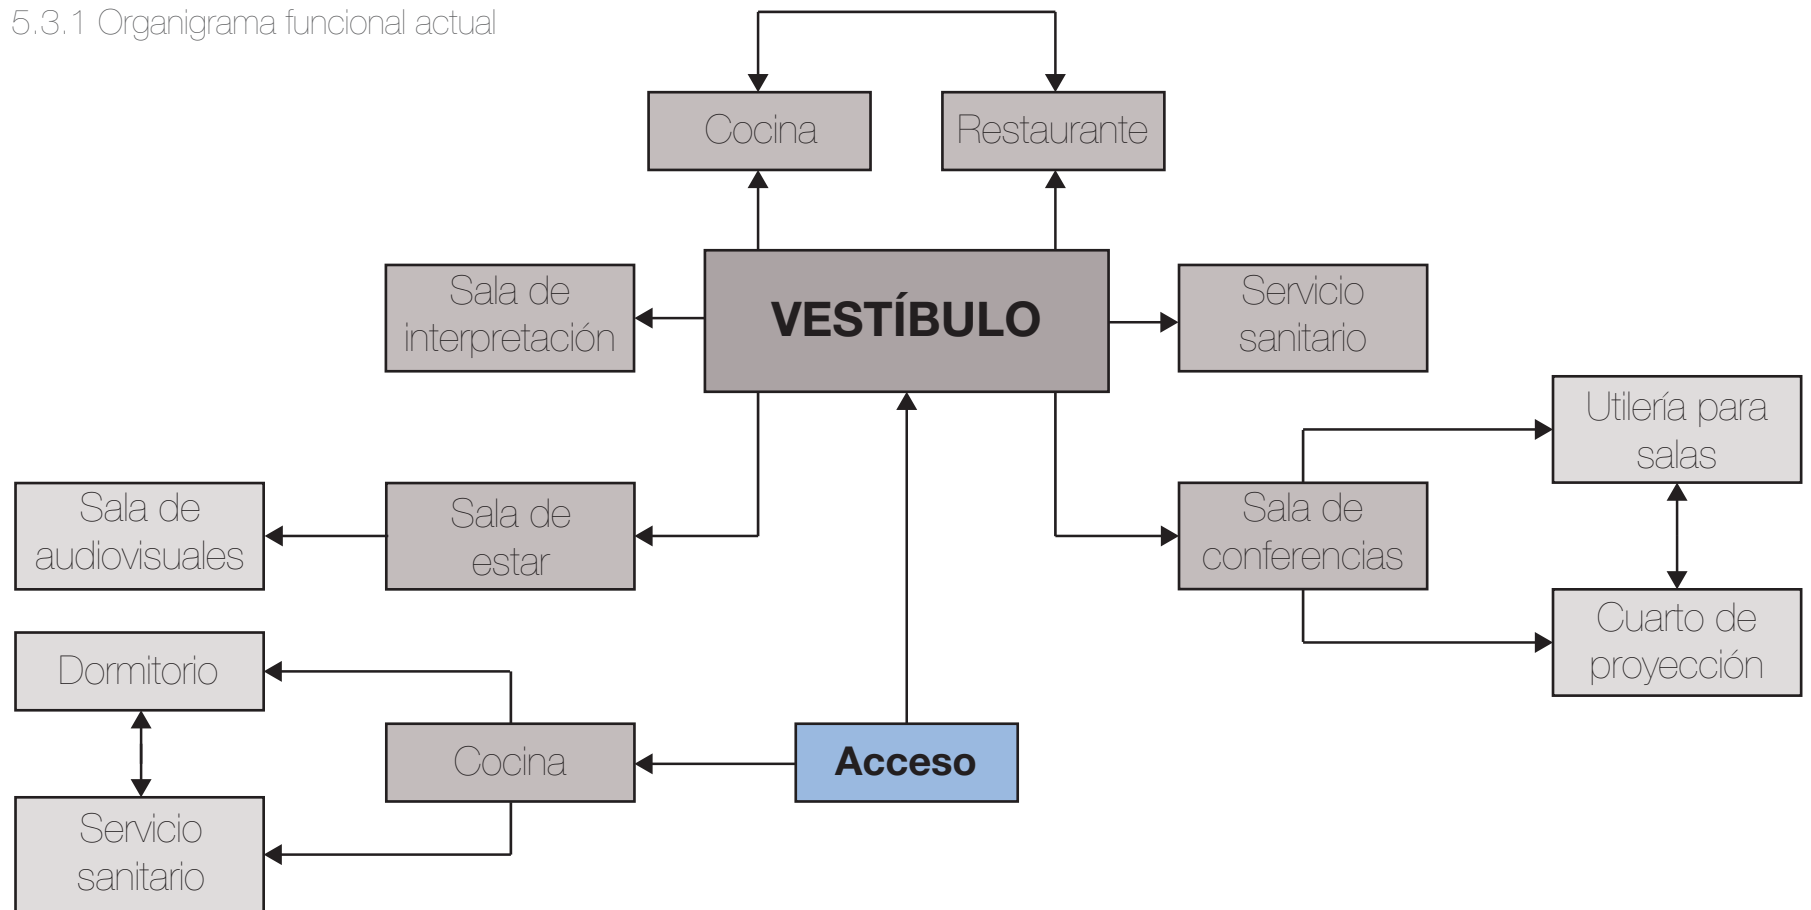 5.3.1 Organigrama funcional actual
Cocina
Restaurante
Sala de
interpretación
VESTÍBULO
Servicio
sanitario
Utilería para
salas
Sala de
audiovisuales
Sala de
estar
Sala de
conferencias
Cuarto de
proyección
Dormitorio
Cocina
Acceso
Servicio
sanitario